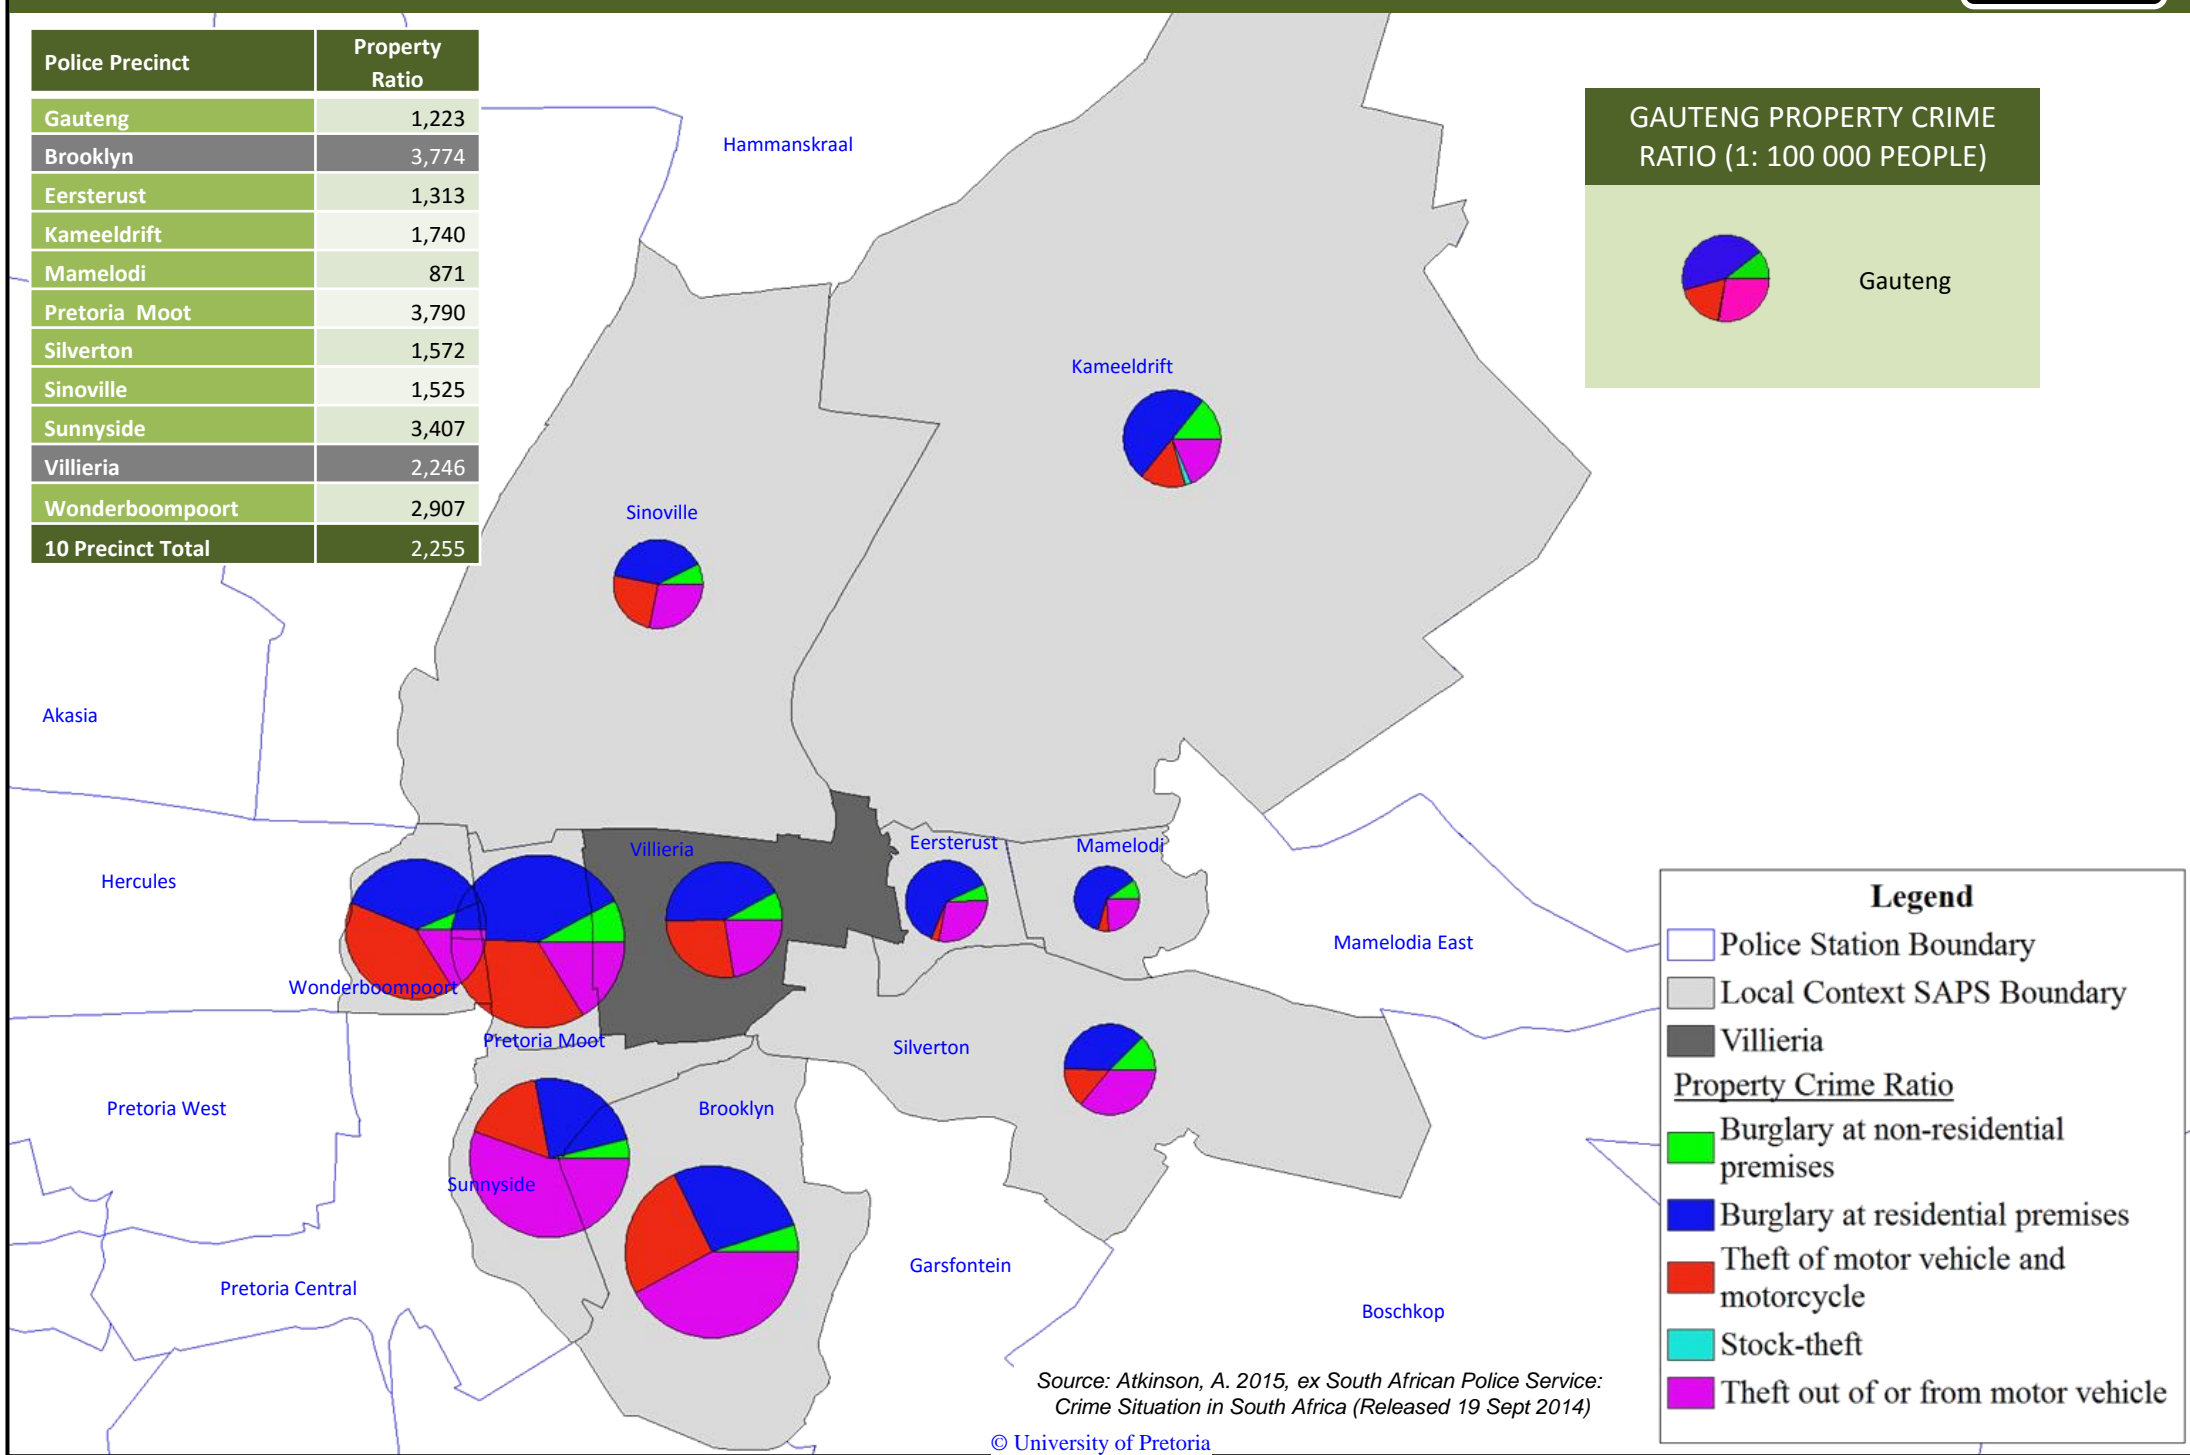 Police Precinct
Property
Ratio
Gauteng 1,223
Brooklyn 3,774
Eersterust 1,313
Kameeldrift 1,740
Mamelodi 871
Pretoria Moot 3,790
Silverton 1,572
Sinoville 1,525
Sunnyside 3,407
Villieria 2,246
Wonderboompoort 2,907
10 Precinct Total 2,255
GAUTENG PROPERTY CRIME
RATIO (1: 100 000 PEOPLE)
Gauteng
Hammanskraal
Kameeldrift
Sinoville
Akasia
Hercules
Villieria
Eersterust
Mamelodi
Mamelodia East
Wonderboompoort
Pretoria Moot
Silverton
Pretoria West
Brooklyn
Sunnyside
Garsfontein
Pretoria Central
Boschkop
Legend
Police Station Boundary
Local Context SAPS Boundary
Villieria
Property Crime Ratio
Burglary at non-residential
premises
Burglary at residential premises
Theft of motor vehicle and
motorcycle
Stock-theft
Theft out of or from motor vehicle
Source: Atkinson, A. 2015, ex South African Police Service:
Crime Situation in South Africa (Released 19 Sept 2014)
© University of Pretoria